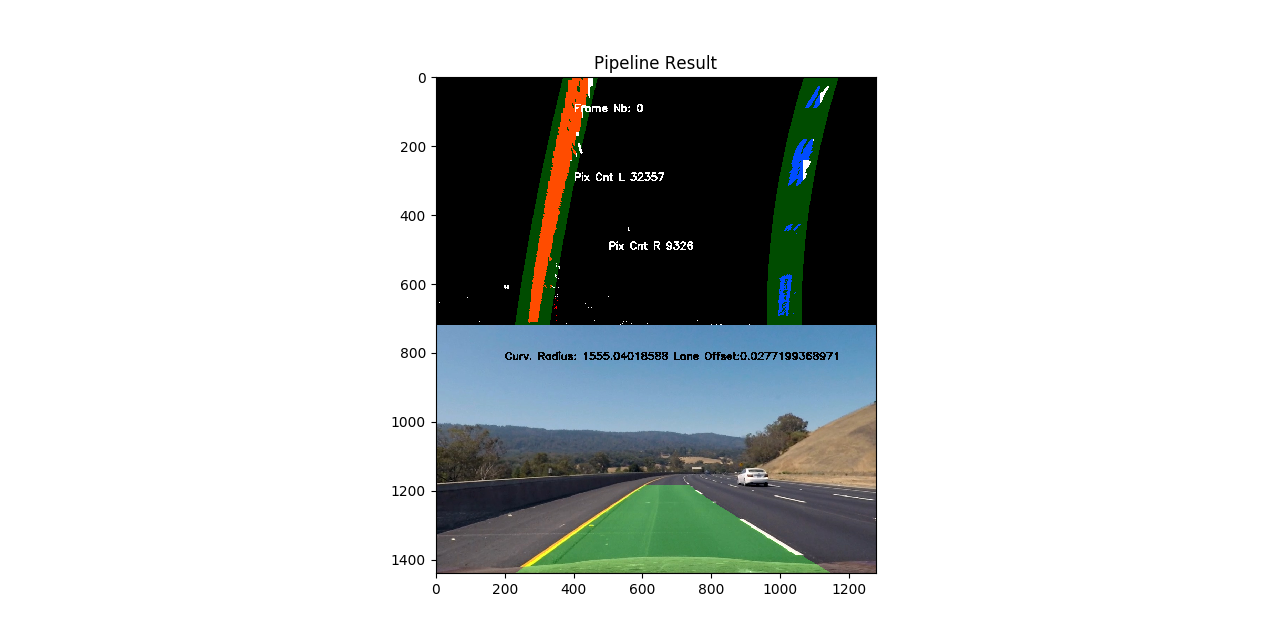 Pipeline Result
0
Frame Nb: 0
200
Pix Cnt L 32357
400
Pix Cnt R 9326
600
800
Curv. Radius: 1555.04018588 Lane Offset:0.0277199368971
1000
1200
1400
0 200 400 600 800 1000 1200